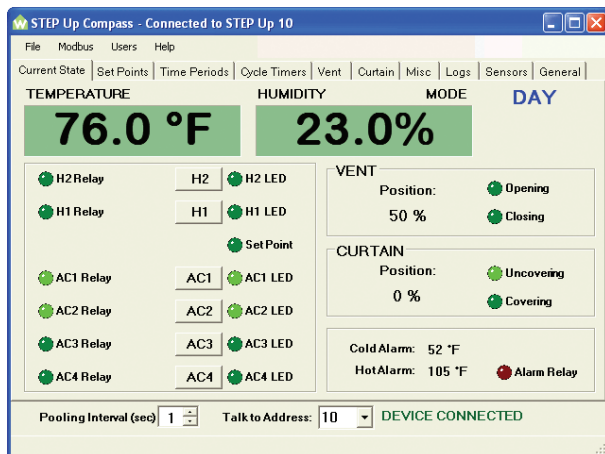 STEP Up Compass - Connected to STEP Up 10
File Modbus Users Help
Current State Set Points Time Periods Cycle Timers Vent Curtain Misc Logs Sensors General
TEMPERATURE HUMIDITY MODE DAY
76.0 °F 23.0%
H2 Relay H2 H2 LED
H1 Relay H1 H1 LED
Set Point
AC1 Relay AC1 AC1 LED
AC2 Relay AC2 AC2 LED
AC3 Relay AC3 AC3 LED
AC4 Relay AC4 AC4 LED
VENT
Position: Opening
50 % Closing
CURTAIN
Position: Uncovering
0 % Covering
Cold Alarm: 52 °F
Hot Alarm: 105 °F Alarm Relay
Pooling Interval (sec) 1 Talk to Address: 10 DEVICE CONNECTED